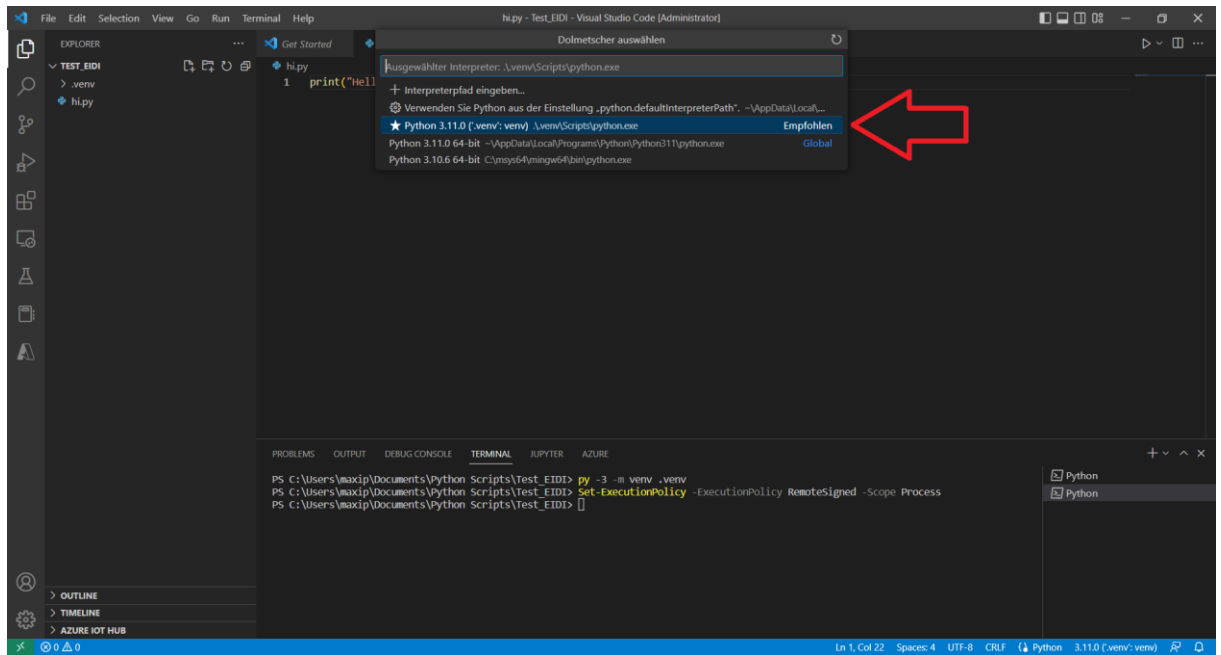 File Edit Selection View Go Run Terminal Help
hi.py - Test_EIDI - Visual Studio Code [Administrator]
EXPLORER
TEST_EIDI
.venv
hi.py
Get Started
hi.py
1 print("Hell
Dolmetscher auswählen
Ausgewählter Interpreter: .\.venv\Scripts\python.exe
Interpreterpfad eingeben...
Verwenden Sie Python aus der Einstellung „python.defaultInterpreterPath". ~\AppData\Local\...
Python 3.11.0 ('.venv': venv) .\.venv\Scripts\python.exe Empfohlen
Python 3.11.0 64-bit ~\AppData\Local\Programs\Python\Python311\python.exe Global
Python 3.10.6 64-bit C:\msys64\mingw64\bin\python.exe
PROBLEMS OUTPUT DEBUG CONSOLE TERMINAL JUPYTER AZURE
PS C:\Users\maxip\Documents\Python Scripts\Test_EIDI> py -3 -m venv .venv
PS C:\Users\maxip\Documents\Python Scripts\Test_EIDI> Set-ExecutionPolicy -ExecutionPolicy RemoteSigned -Scope Process
PS C:\Users\maxip\Documents\Python Scripts\Test_EIDI>
Python
Python
OUTLINE
TIMELINE
AZURE IOT HUB
0 0 Ln 1, Col 22 Spaces: 4 UTF-8 CRLF Python 3.11.0 ('.venv': venv)